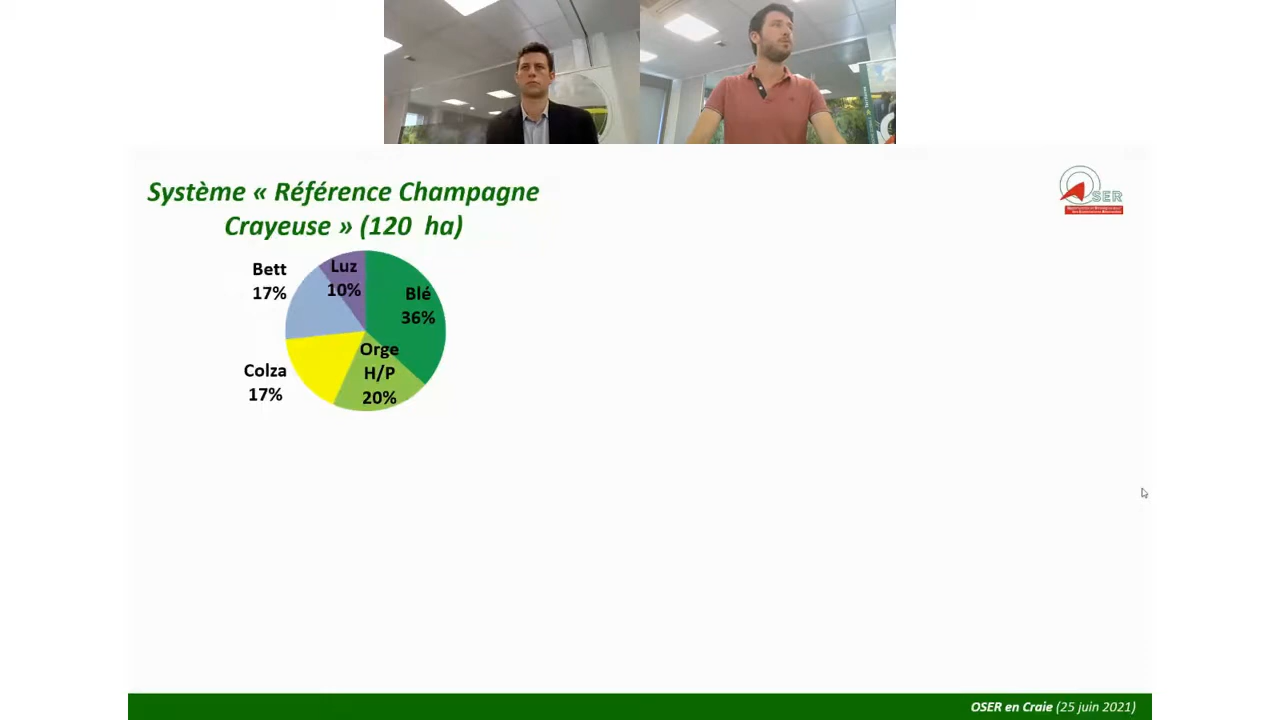 Système « Référence Champagne
Crayeuse » (120 ha)
OSER
Bett
17%
Luz
10%
Blé
36%
Orge
H/P
20%
Colza
17%
OSER en Craie (25 juin 2021)